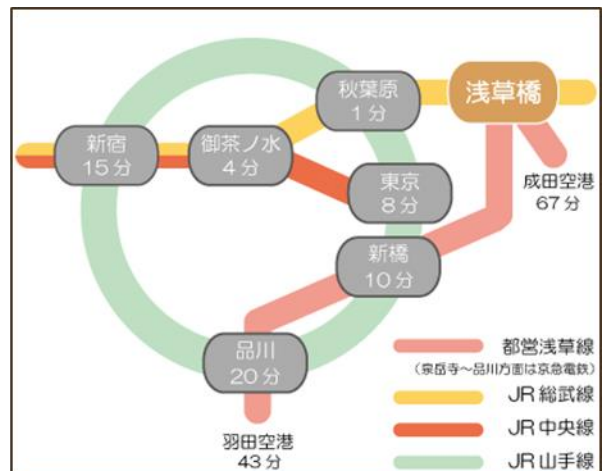 秋葉原
1分
浅草橋
新宿
15分
御茶ノ水
4分
東京
8分
成田空港
67分
新橋
10分
品川
20分
羽田空港
43分
都営浅草線
(泉岳寺～品川方面は京急電鉄)
JR総武線
JR中央線
JR山手線